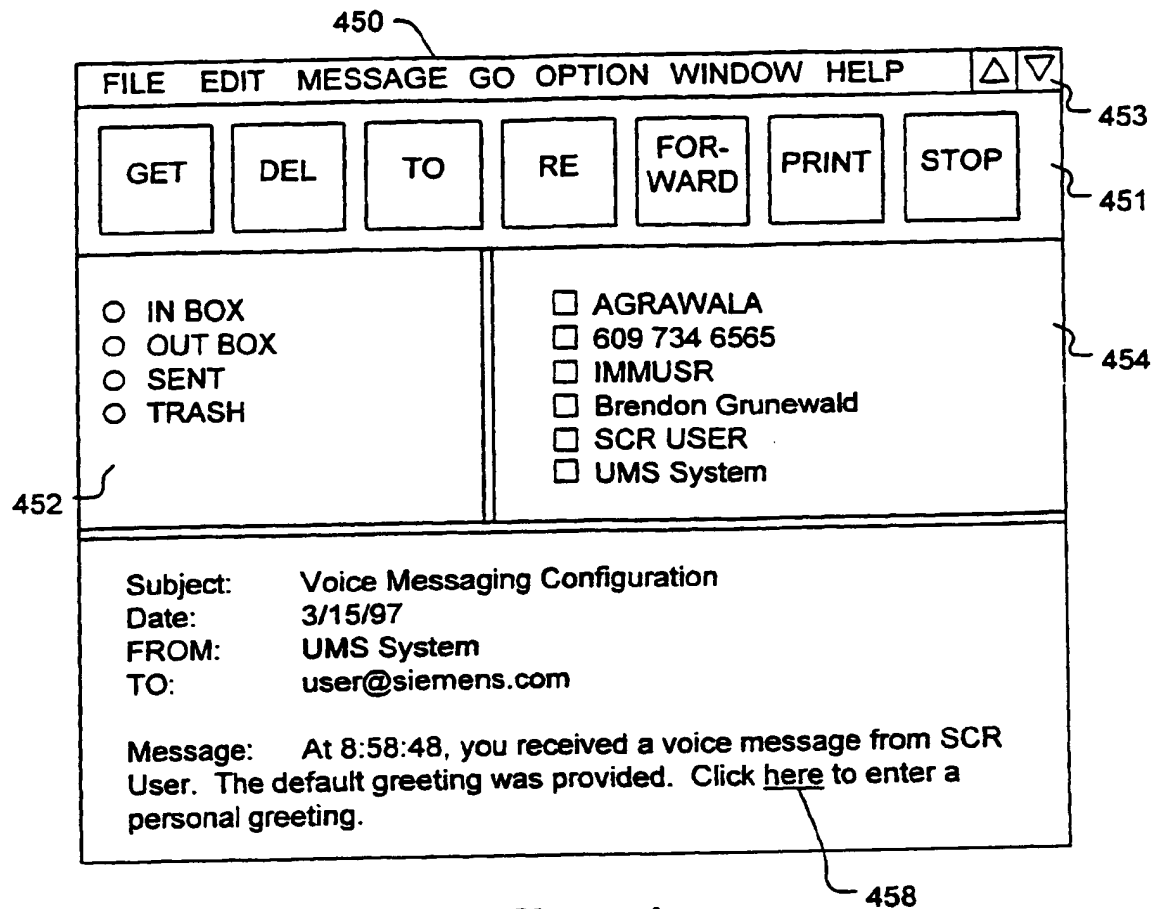 450
FILE EDIT MESSAGE GO OPTION WINDOW HELP
453
GET DEL TO RE FOR-
WARD PRINT STOP
451
IN BOX
OUT BOX
SENT
TRASH
452
AGRAWALA
609 734 6565
IMMUSR
Brendon Grunewald
SCR USER
UMS System
454
Subject: Voice Messaging Configuration
Date: 3/15/97
FROM: UMS System
TO: user@siemens.com
Message: At 8:58:48, you received a voice message from SCR
User. The default greeting was provided. Click here to enter a
personal greeting.
458